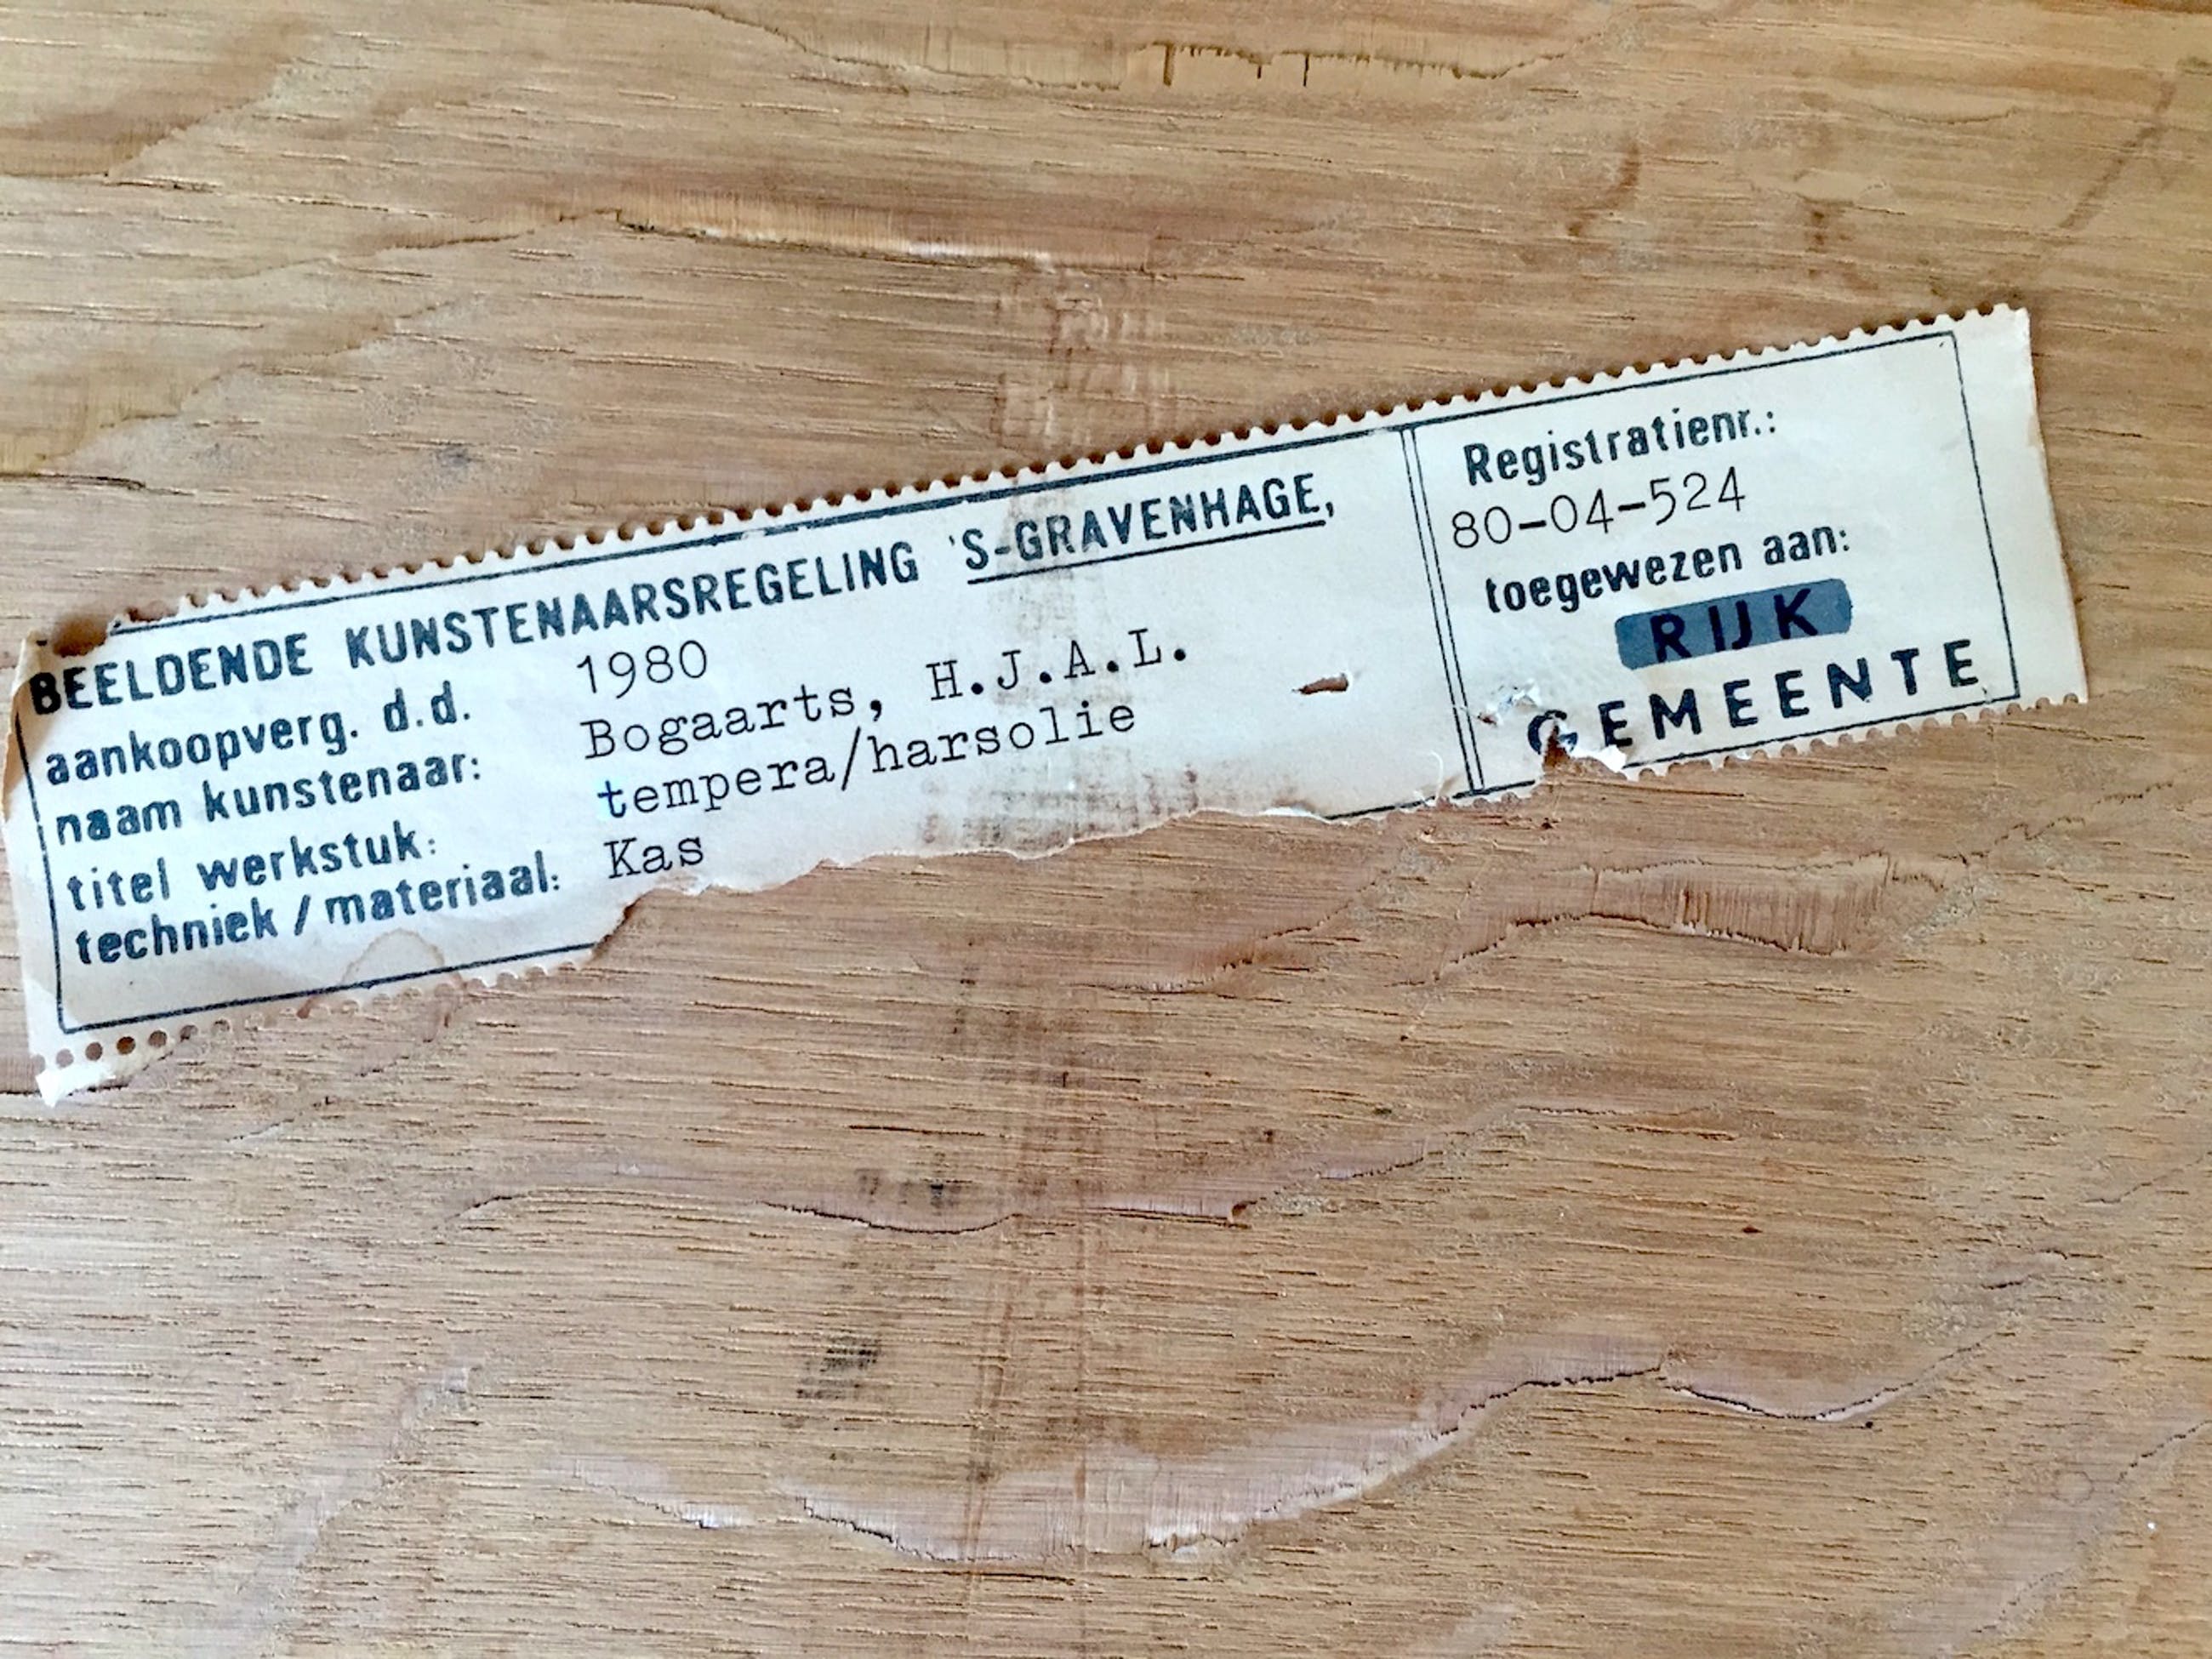 BEELDENDE KUNSTENAARSREGELING 'S-GRAVENHAGE,
aankoopverg. d.d. 1980
naam kunstenaar: Bogaarts, H.J.A.L.
titel werkstuk: tempera/harsolie
techniek/materiaal: Kas
Registratienr.:
80-04-524
toegewezen aan:
RIJK
GEMEENTE